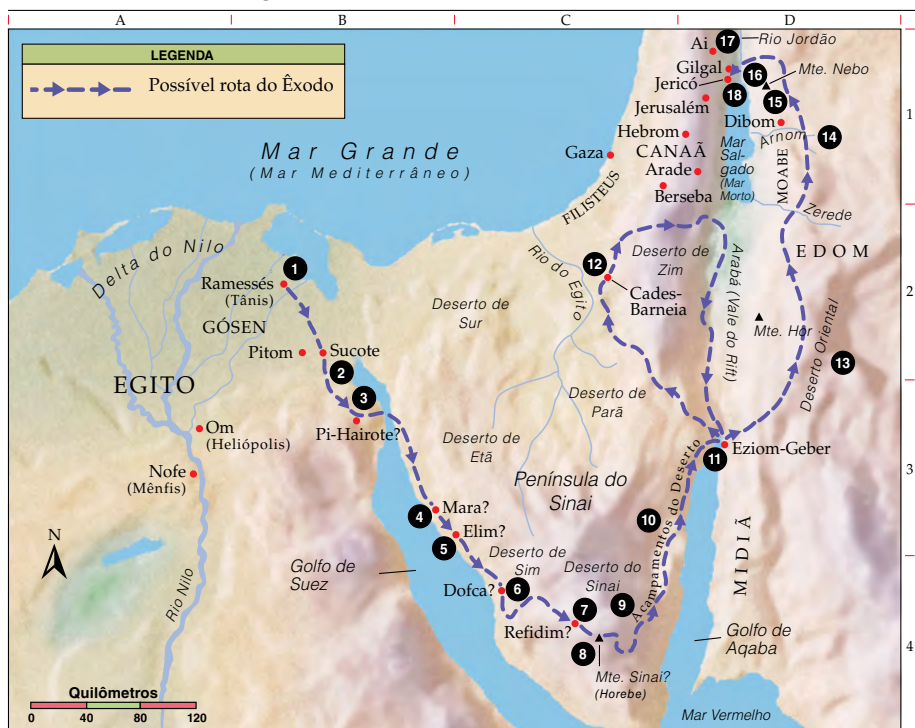 A B C D
LEGENDA
Possível rota do Êxodo
17
Rio Jordão
Ai
Gilgal
16
Mte. Nebo
Jericó
18
15
Jerusalém
Dibom
1
Arnom
14
Hebrom
Mar Grande
(Mar Mediterrâneo)
Gaza
CANAÃ
Mar
Sal-
gado
(Mar
Morto)
MOABE
Arade
Berseba
FILISTEUS
Zerede
Delta do Nilo
1
Ramessés
(Tânis)
Rio do Egito
12
Deserto de
Zim
Arabá (Vale do Rift)
EDOM
2
Cades-
Barneia
Deserto de
Sur
Mte. Hor
GÓSEN
Pitom
Sucote
2
Deserto Oriental
13
EGITO
3
Pi-Hairote?
Deserto de
Parã
Om
(Heliópolis)
Deserto de
Etã
Eziom-Geber
11
3
Nofe
(Mênfis)
Península do
Sinai
Acampamentos do Deserto
Mara?
4
10
Elim?
5
MIDIÃ
N
Golfo de
Suez
Deserto de
Sim
Deserto do
Sinai
Dofca?
6
7
9
Rio Nilo
Refidim?
8
Golfo de
Aqaba
4
Mte. Sinai?
(Horebe)
Quilômetros
0 40 80 120
Mar Vermelho